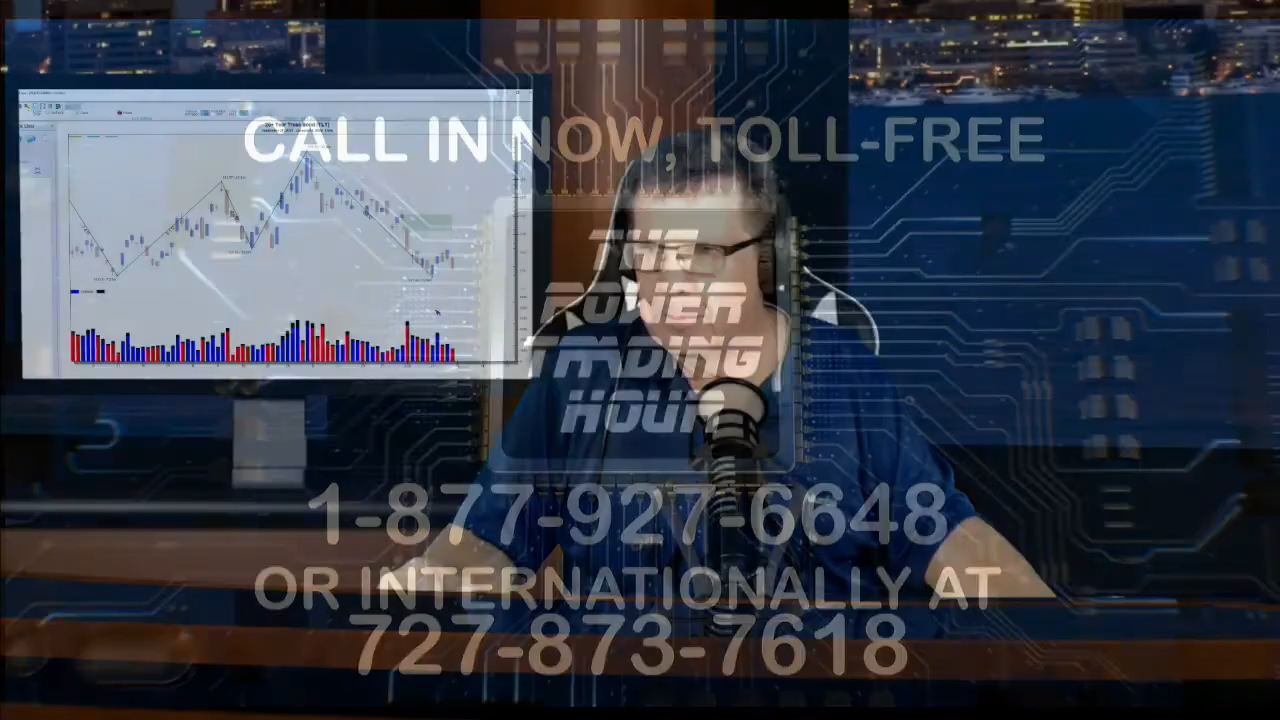 CALL IN NOW, TOLL-FREE
THE
POWER
TRADING
HOUR
1-877-927-6648
OR INTERNATIONALLY AT
727-873-7618